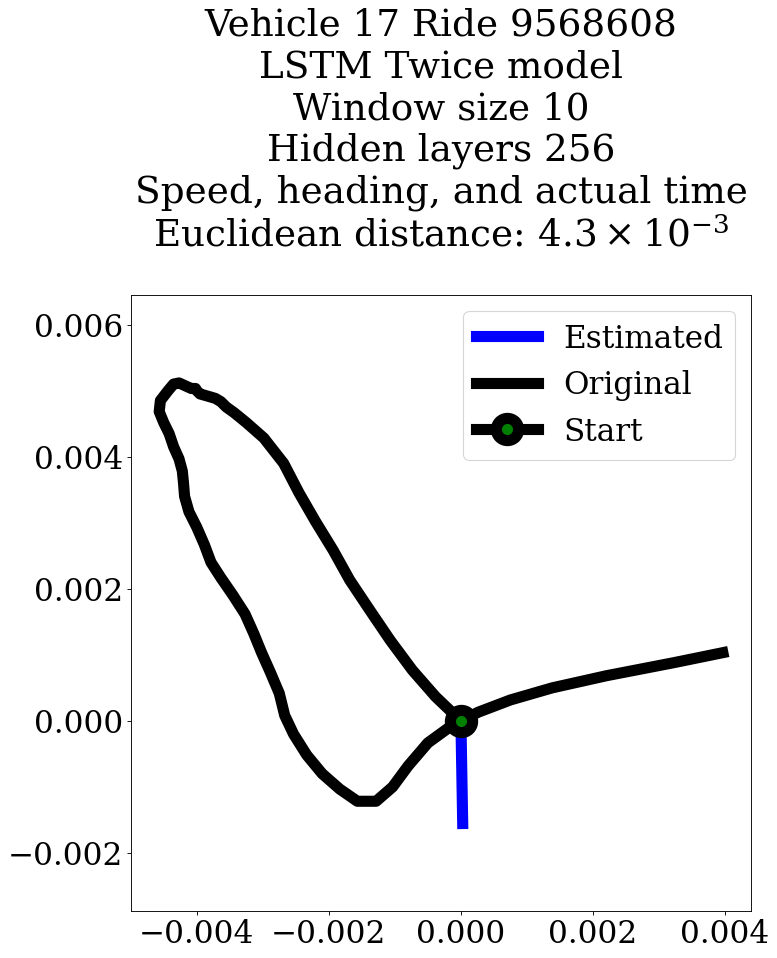 Vehicle 17 Ride 9568608
LSTM Twice model
Window size 10
Hidden layers 256
Speed, heading, and actual time
Euclidean distance: 4.3 × 10⁻³
0.006
0.004
0.002
0.000
−0.002
Estimated
Original
Start
−0.004
−0.002
0.000
0.002
0.004